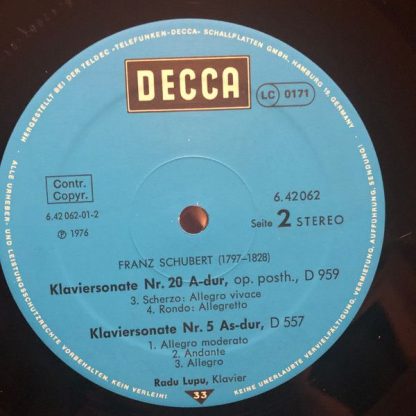 HERGESTELLT BEI DER TELDEC »TELEFUNKEN-DECCA« SCHALLPLATTEN GMBH, HAMBURG 19, GERMANY
DECCA
LC 0171
Contr.
Copyr.
6.42 062-01-2
℗ 1976
6.42 062
Seite 2 STEREO
FRANZ SCHUBERT (1797-1828)
Klaviersonate Nr. 20 A-dur, op. posth., D 959
3. Scherzo: Allegro vivace
4. Rondo: Allegretto
Klaviersonate Nr. 5 As-dur, D 557
1. Allegro moderato
2. Andante
3. Allegro
Radu Lupu, Klavier
33
ALLE URHEBER- UND LEISTUNGSSCHUTZRECHTE VORBEHALTEN. KEIN VERLEIH!
KEINE UNERLAUBTE VERVIELFÄLTIGUNG, VERMIETUNG, AUFFÜHRUNG, SENDUNG!